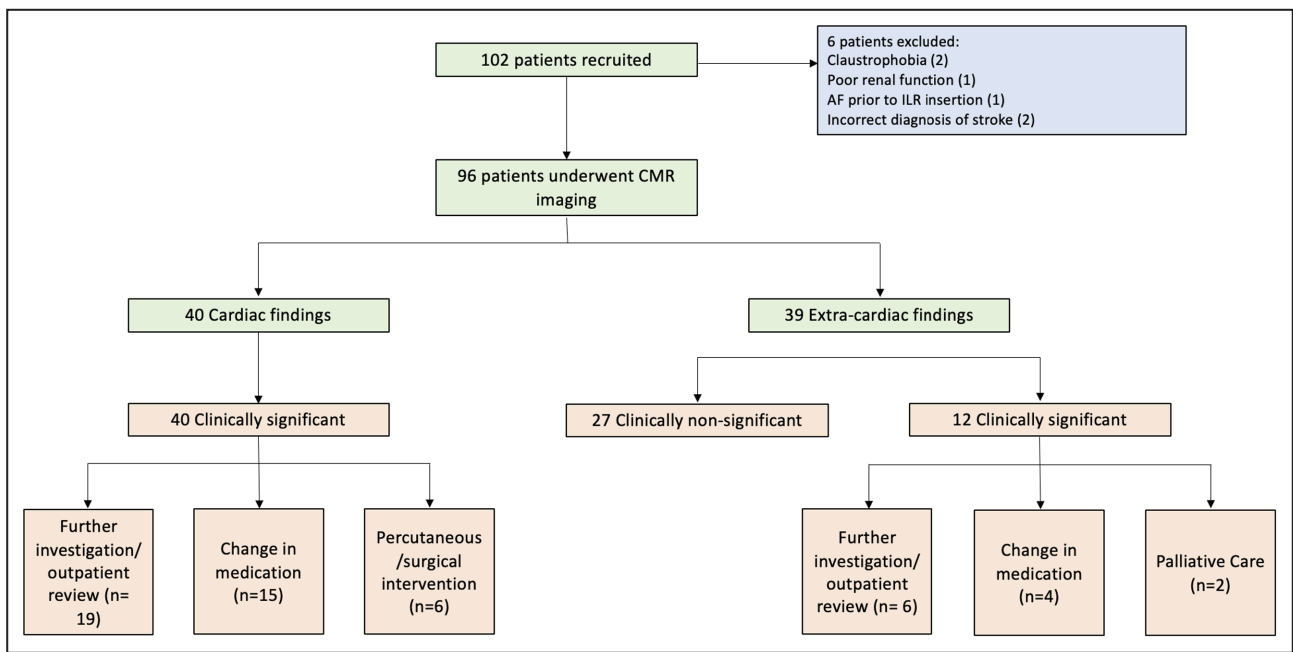 102 patients recruited
6 patients excluded:
Claustrophobia (2)
Poor renal function (1)
AF prior to ILR insertion (1)
Incorrect diagnosis of stroke (2)
96 patients underwent CMR
imaging
40 Cardiac findings
39 Extra-cardiac findings
40 Clinically significant
27 Clinically non-significant
12 Clinically significant
Further
investigation/
outpatient
review (n=
19)
Change in
medication
(n=15)
Percutaneous
/surgical
intervention
(n=6)
Further
investigation/
outpatient
review (n= 6)
Change in
medication
(n=4)
Palliative Care
(n=2)